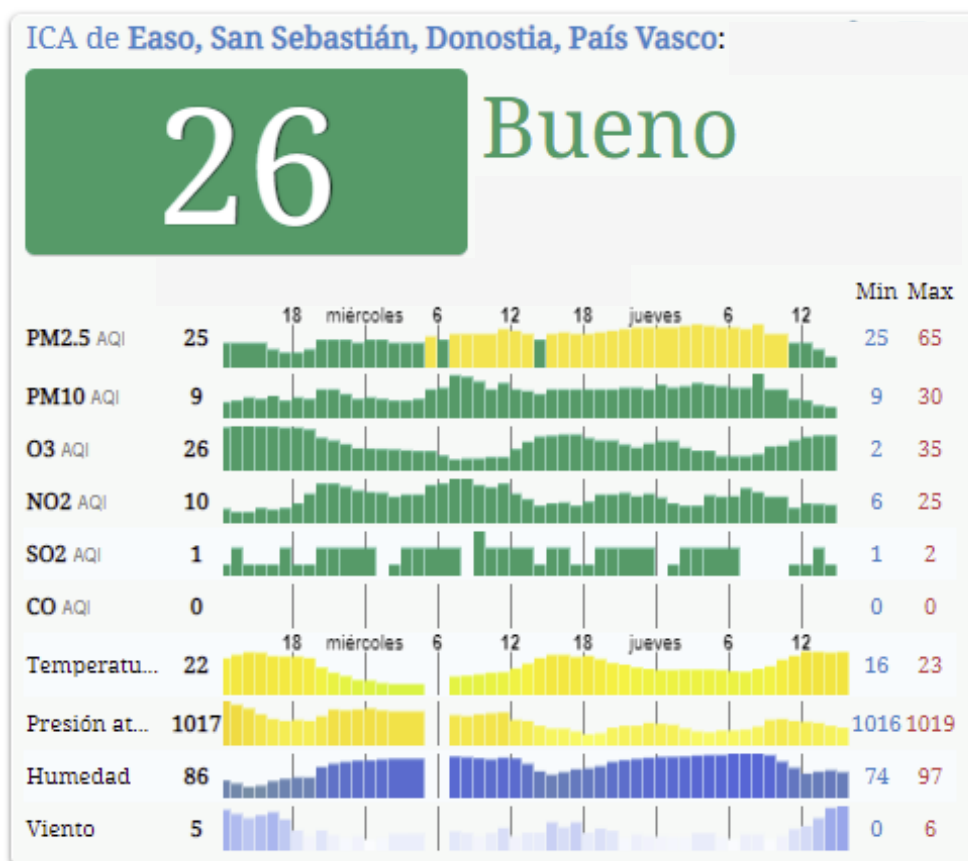 ICA de Easo, San Sebastián, Donostia, País Vasco:
26 Bueno
Min Max
18 miércoles 6 12 18 jueves 6 12
PM2.5 AQI 25 25 65
PM10 AQI 9 9 30
O3 AQI 26 2 35
NO2 AQI 10 6 25
SO2 AQI 1 1 2
CO AQI 0 0 0
18 miércoles 6 12 18 jueves 6 12
Temperatu... 22 16 23
Presión at... 1017 1016 1019
Humedad 86 74 97
Viento 5 0 6